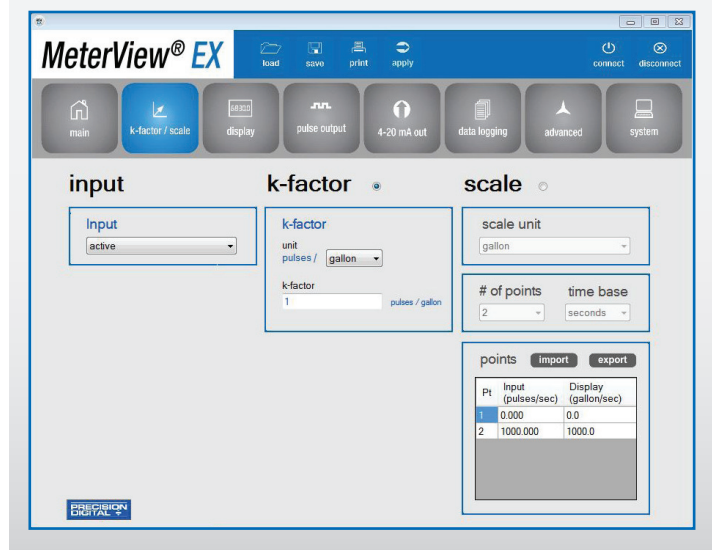 MeterView® EX
load save print apply connect disconnect
main k-factor / scale 68320 display pulse output 4-20 mA out data logging advanced system
input k-factor scale
Input
active
k-factor
unit
pulses / gallon
k-factor
1 pulses / gallon
scale unit
gallon
# of points time base
2 seconds
points import export
Pt Input (pulses/sec) Display (gallon/sec)
1 0.000 0.0
2 1000.000 1000.0
PRECISION
DIGITAL